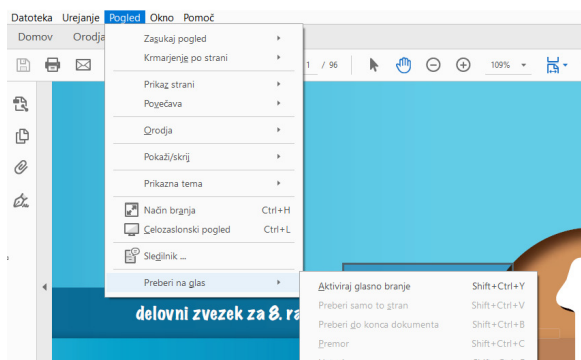 Datoteka Urejanje Pogled Okno Pomoč
Domov Orodja
1 / 96 109%
Zasukaj pogled
Krmarjenje po strani
Prikaz strani
Povečava
Orodja
Pokaži/skrij
Prikazna tema
Način branja Ctrl+H
Celozaslonski pogled Ctrl+L
Sledilnik ...
Preberi na glas
Aktiviraj glasno branje Shift+Ctrl+Y
Preberi samo to stran Shift+Ctrl+V
Preberi do konca dokumenta Shift+Ctrl+B
Premor Shift+Ctrl+C
delovni zvezek za 8. ra